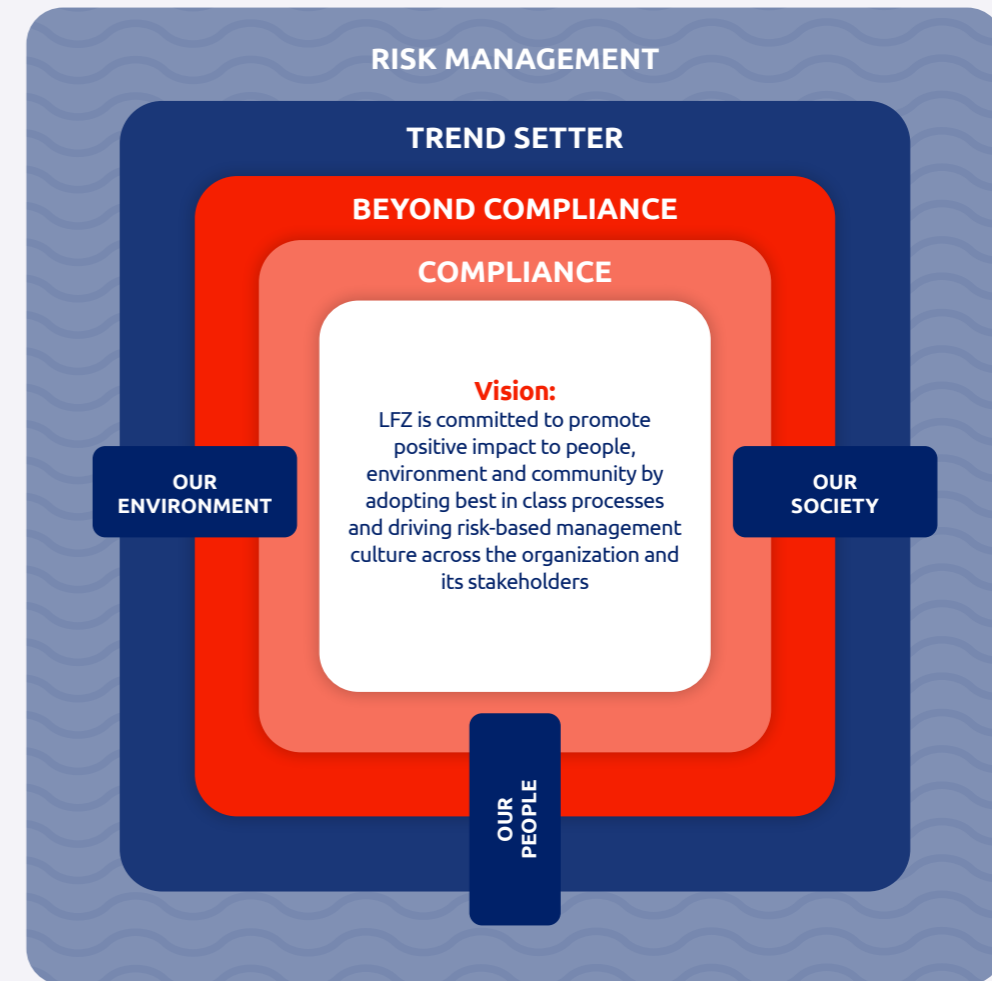 RISK MANAGEMENT
TREND SETTER
BEYOND COMPLIANCE
COMPLIANCE
Vision:
LFZ is committed to promote
positive impact to people,
environment and community by
adopting best in class processes
and driving risk-based management
culture across the organization and
its stakeholders
OUR
ENVIRONMENT
OUR
SOCIETY
OUR
PEOPLE